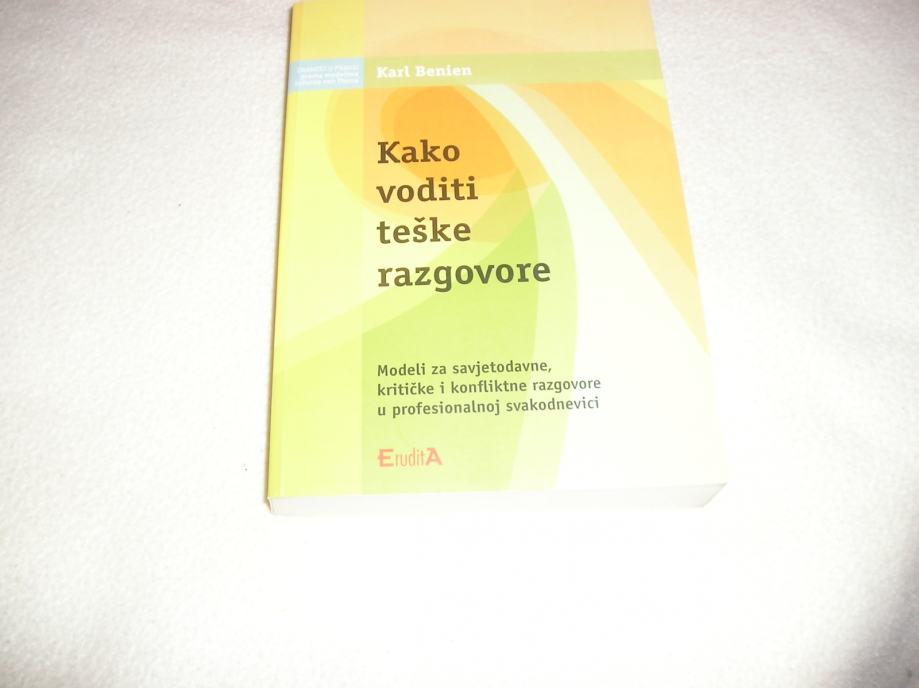 Karl Benien
Kako
voditi
teške
razgovore
Modeli za savjetodavne,
kritičke i konfliktne razgovore
u profesionalnoj svakodnevici
EruditA